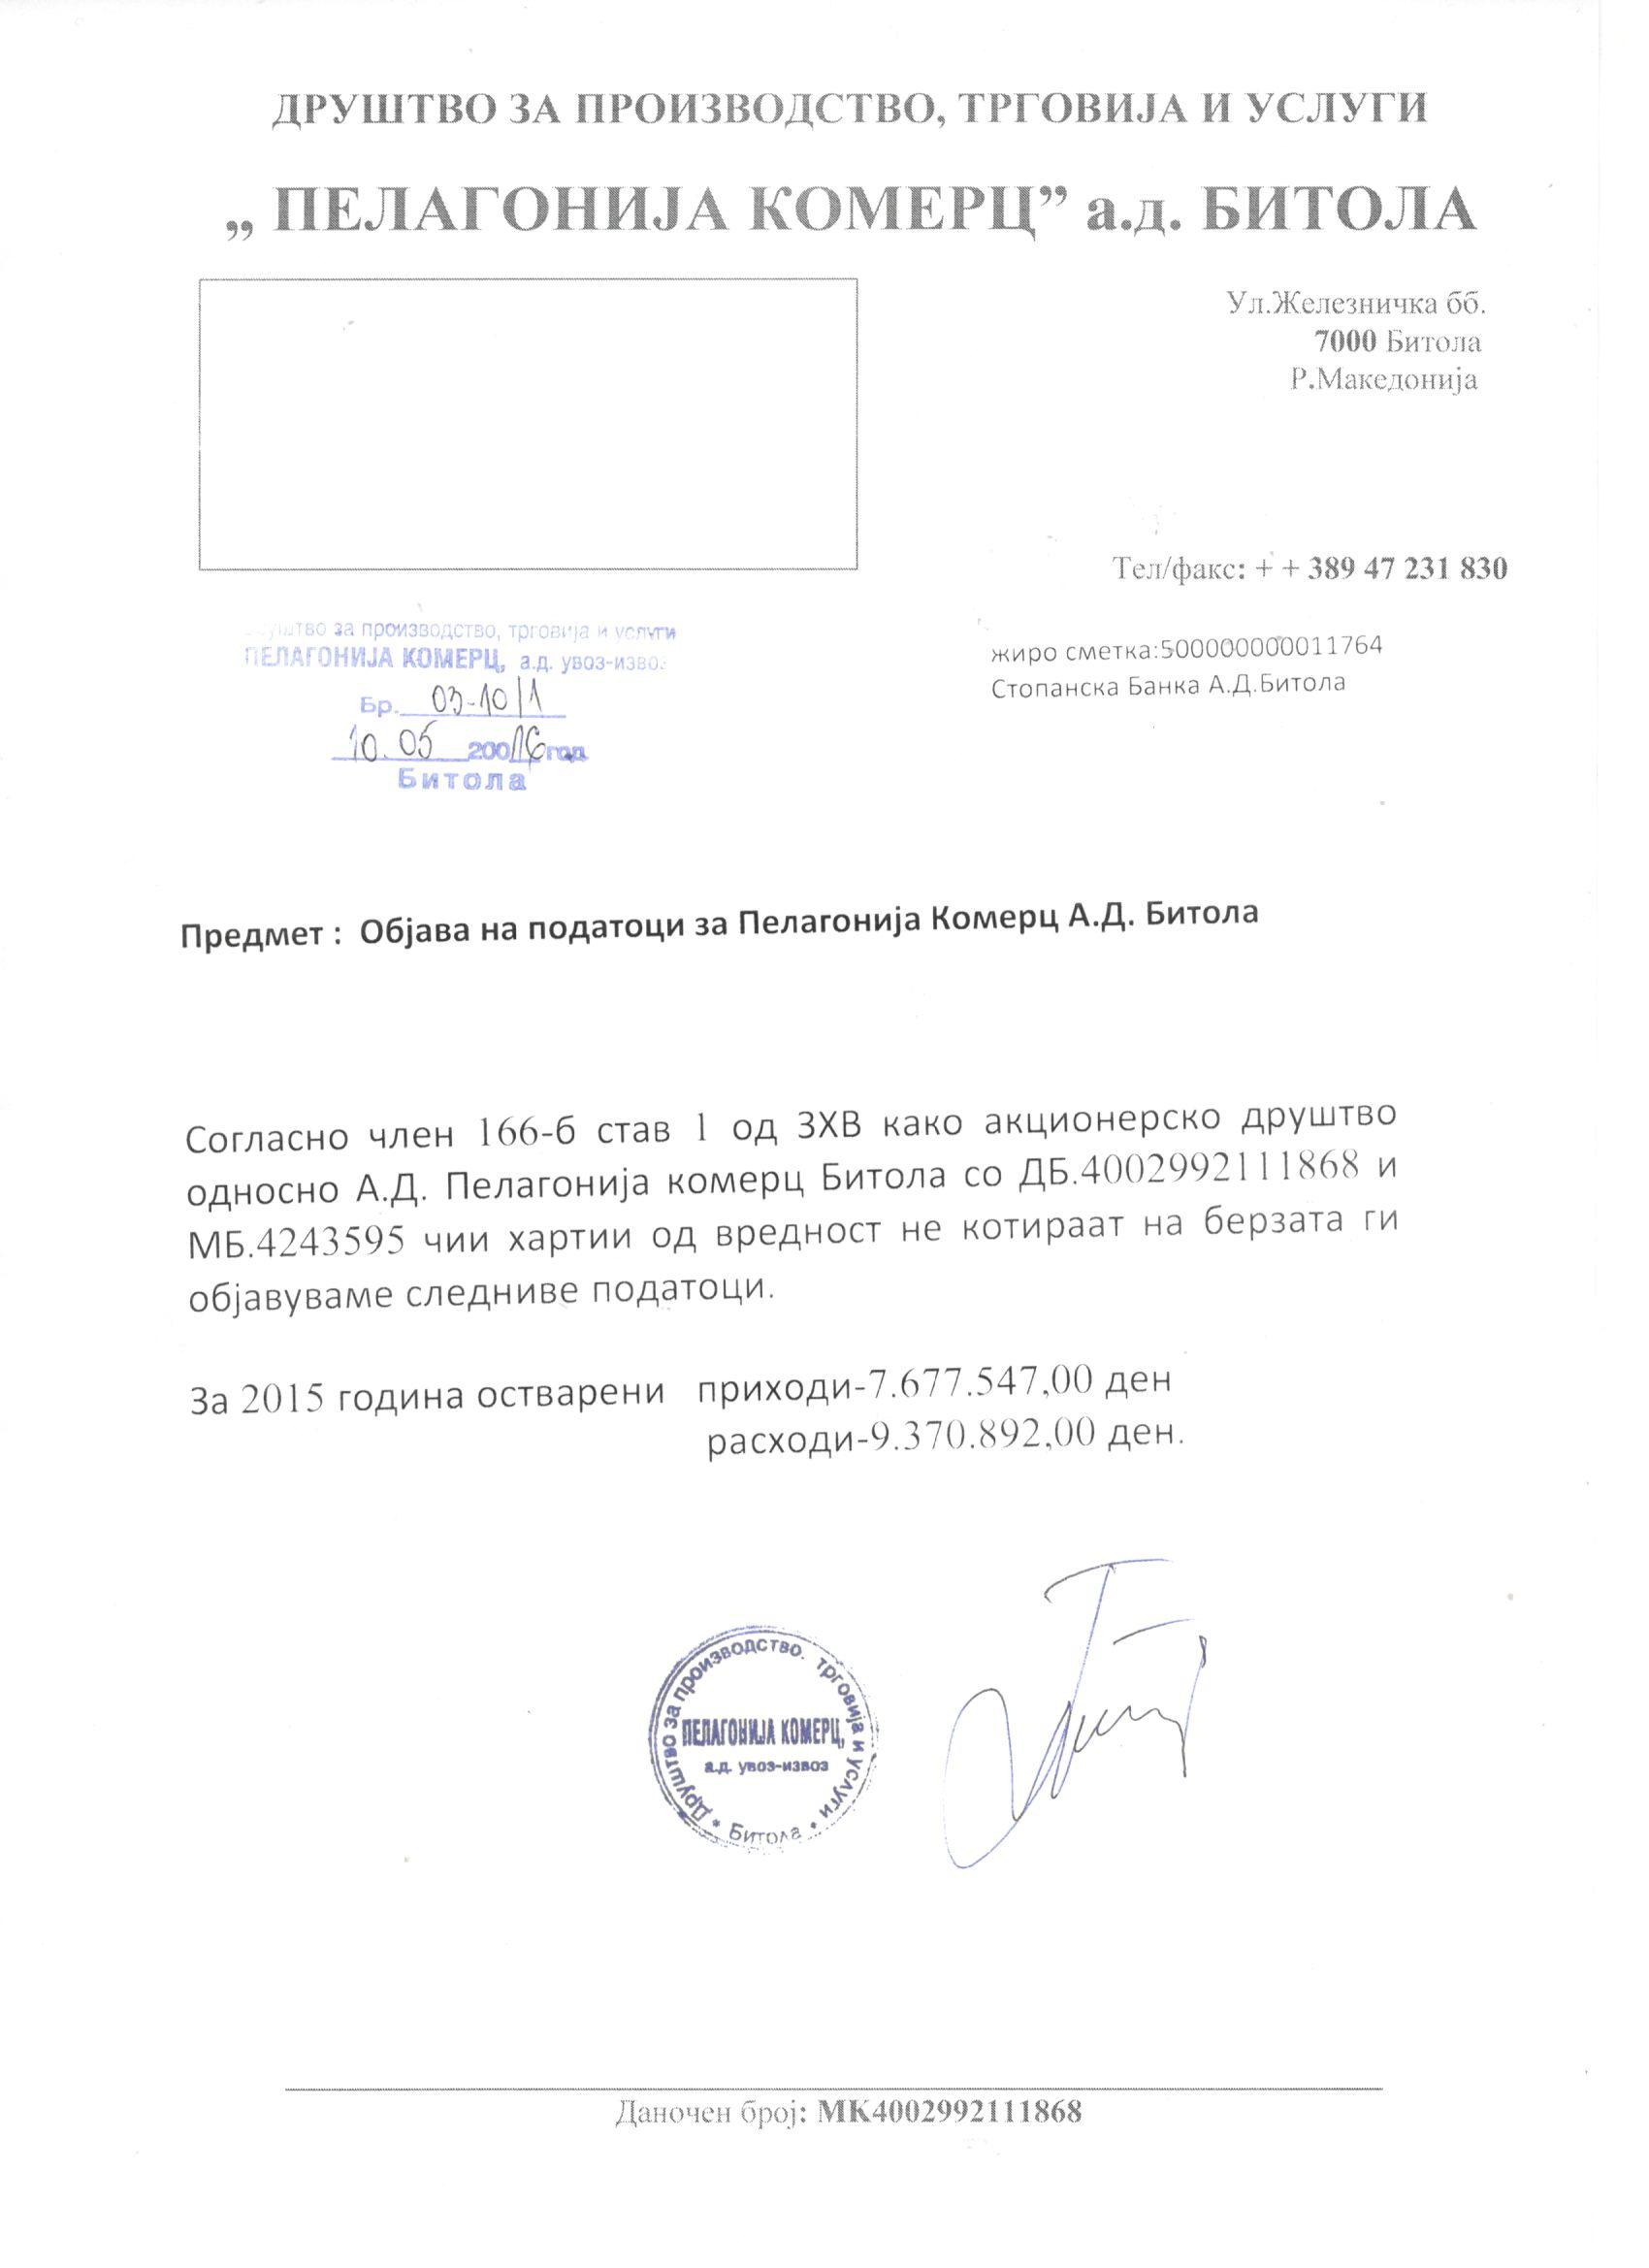 ДРУШТВО ЗА ПРОИЗВОДСТВО, ТРГОВИЈА И УСЛУГИ
„ ПЕЛАГОНИЈА КОМЕРЦ” а.д. БИТОЛА
Ул.Железничка бб.
7000 Битола
Р.Македонија
Тел/факс: + + 389 47 231 830
за производство, трговија и услуги
ПЕЛАГОНИЈА КОМЕРЦ, а.д. увоз-изво
Бр. 03-10/1
10.05 200 16 год.
Битола
жиро сметка:500000000011764
Стопанска Банка А.Д.Битола
Предмет : Објава на податоци за Пелагонија Комерц А.Д. Битола
Согласно член 166-б став 1 од ЗХВ како акционерско друштво
односно А.Д. Пелагонија комерц Битола со ДБ.4002992111868 и
МБ.4243595 чии хартии од вредност не котираат на берзата ги
објавуваме следниве податоци.
За 2015 година остварени приходи-7.677.547,00 ден
расходи-9.370.892,00 ден.
Друштво за производство. трговија и услуги
ПЕЛАГОНИЈА КОМЕРЦ,
а.д. увоз-извоз
• Битола •
Даночен број: МК4002992111868